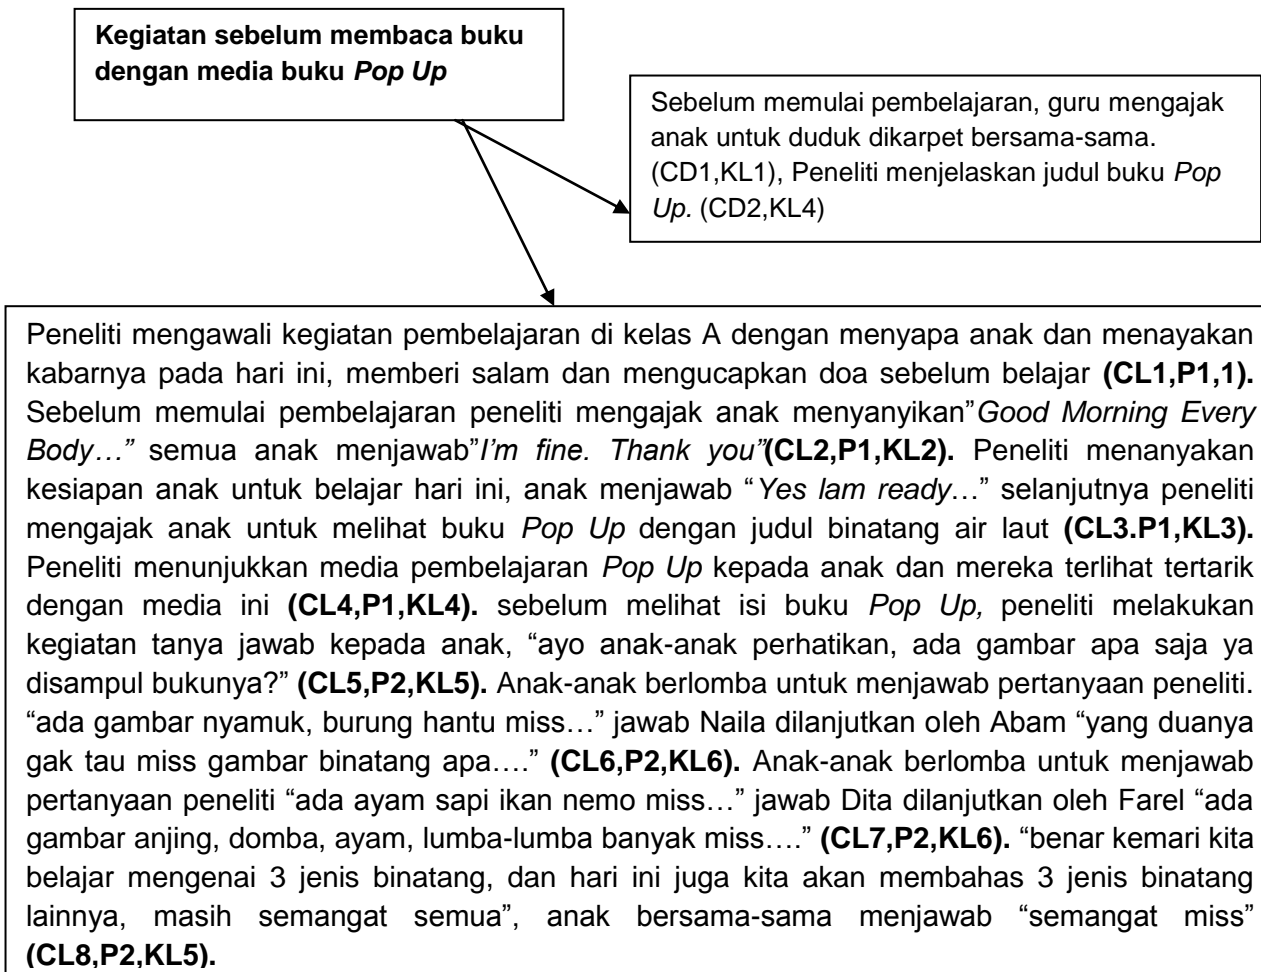 Kegiatan sebelum membaca buku
dengan media buku Pop Up
Sebelum memulai pembelajaran, guru mengajak
anak untuk duduk dikarpet bersama-sama.
(CD1,KL1), Peneliti menjelaskan judul buku Pop
Up. (CD2,KL4)
Peneliti mengawali kegiatan pembelajaran di kelas A dengan menyapa anak dan menayakan
kabarnya pada hari ini, memberi salam dan mengucapkan doa sebelum belajar (CL1,P1,1).
Sebelum memulai pembelajaran peneliti mengajak anak menyanyikan”Good Morning Every
Body…” semua anak menjawab”I’m fine. Thank you”(CL2,P1,KL2). Peneliti menanyakan
kesiapan anak untuk belajar hari ini, anak menjawab “Yes Iam ready…” selanjutnya peneliti
mengajak anak untuk melihat buku Pop Up dengan judul binatang air laut (CL3.P1,KL3).
Peneliti menunjukkan media pembelajaran Pop Up kepada anak dan mereka terlihat tertarik
dengan media ini (CL4,P1,KL4). sebelum melihat isi buku Pop Up, peneliti melakukan
kegiatan tanya jawab kepada anak, “ayo anak-anak perhatikan, ada gambar apa saja ya
disampul bukunya?” (CL5,P2,KL5). Anak-anak berlomba untuk menjawab pertanyaan peneliti.
“ada gambar nyamuk, burung hantu miss…” jawab Naila dilanjutkan oleh Abam “yang duanya
gak tau miss gambar binatang apa….” (CL6,P2,KL6). Anak-anak berlomba untuk menjawab
pertanyaan peneliti “ada ayam sapi ikan nemo miss…” jawab Dita dilanjutkan oleh Farel “ada
gambar anjing, domba, ayam, lumba-lumba banyak miss….” (CL7,P2,KL6). “benar kemari kita
belajar mengenai 3 jenis binatang, dan hari ini juga kita akan membahas 3 jenis binatang
lainnya, masih semangat semua”, anak bersama-sama menjawab “semangat miss”
(CL8,P2,KL5).